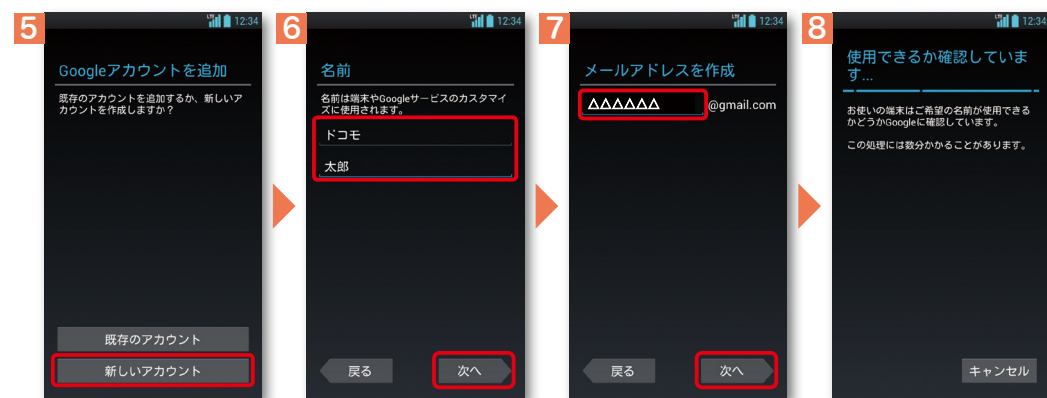 5
LTE 12:34
Googleアカウントを追加
既存のアカウントを追加するか、新しいア
カウントを作成しますか？
既存のアカウント
新しいアカウント
6
LTE 12:34
名前
名前は端末やGoogleサービスのカスタマイ
ズに使用されます。
ドコモ
太郎
戻る
次へ
7
LTE 12:34
メールアドレスを作成
△△△△△△ @gmail.com
戻る
次へ
8
LTE 12:34
使用できるか確認していま
す...
お使いの端末はご希望の名前が使用できる
かどうかGoogleに確認しています。
この処理には数分かかることがあります。
キャンセル